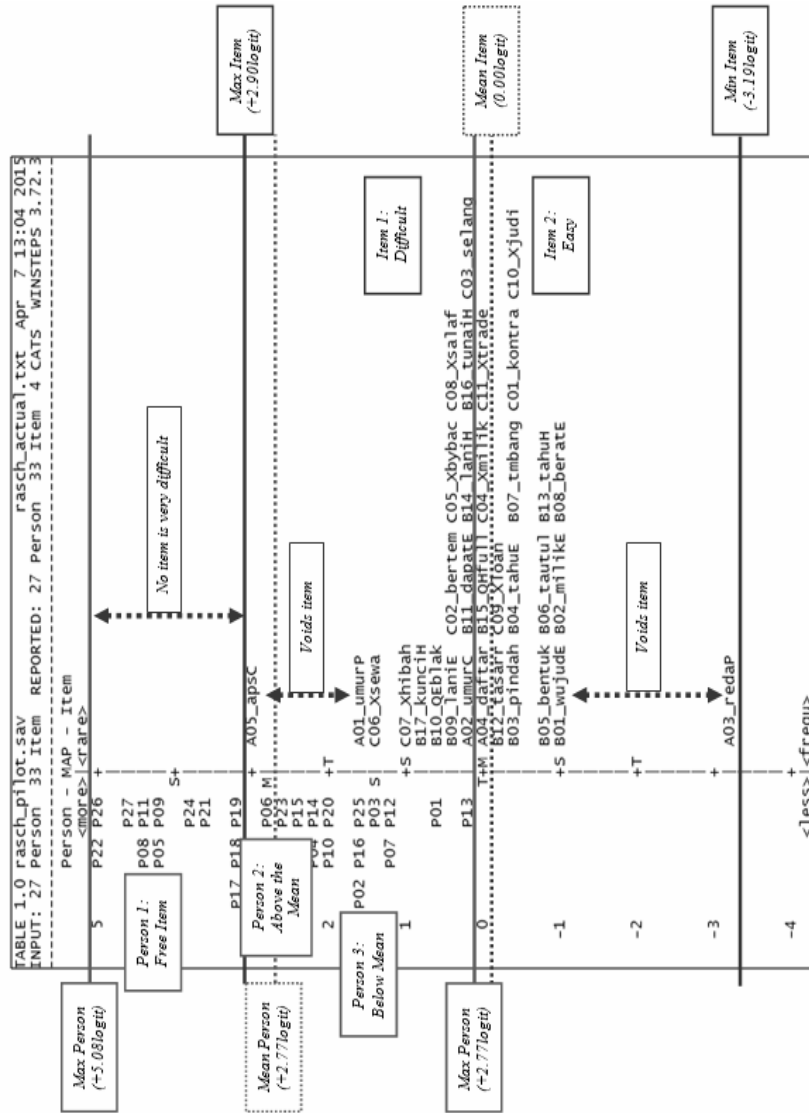 TABLE 1.0 rasch_pilot.sav rasch_actual.txt Apr 7 13:04 2015
INPUT: 27 Person 33 Item REPORTED: 27 Person 33 Item 4 CATS WINSTEPS 3.72.3
Person - MAP - Item
<more>|<rare>
Max Person
(+5.08logit)
5 P22 P26 +
P27 |
P08 P11 |
P05 P09 |
Person 1:
Free Item
No item is very difficult
S+
P24 |
P21 |
Max Item
(+2.90logit)
P17 P18 P19 |
+ A05_apsC
Mean Person
(+2.77logit)
P06 M
Person 2:
Above the
Mean
P23 |
P15 |
P14 |
Voids item
2 P10 P20 +T
P02 P16 P25 | A01_umurP
P03 S| C06_Xsewa
P07 P12 |
Person 3:
Below Mean
Item 1:
Difficult
1 +S C07_Xhibah
| B17_kunciH
P01 | B10_QEblak
| B09_laniE C02_bertem C05_Xbybac C08_Xsalaf
P13 | A02_umurC B11_dapatE B14_laniH B16_tunaiH C03_selang
Max Person
(+2.77logit)
Mean Item
(0.00logit)
0 T+M A04_daftar B15_QHfull C04_Xmilik C11_Xtrade
| B12_tasarr C09_Xloan
| B03_pindah B04_tahuE B07_tmbang C01_kontra C10_Xjudi
| B05_bentuk B06_tautul B13_tahuH
-1 +S B01_wujudE B02_milikE B08_beratE
Item 2:
Easy
Voids item
-2 +T
-3 +
| A03_redaP
Min Item
(-3.19logit)
-4 +
<less>|<frequ>